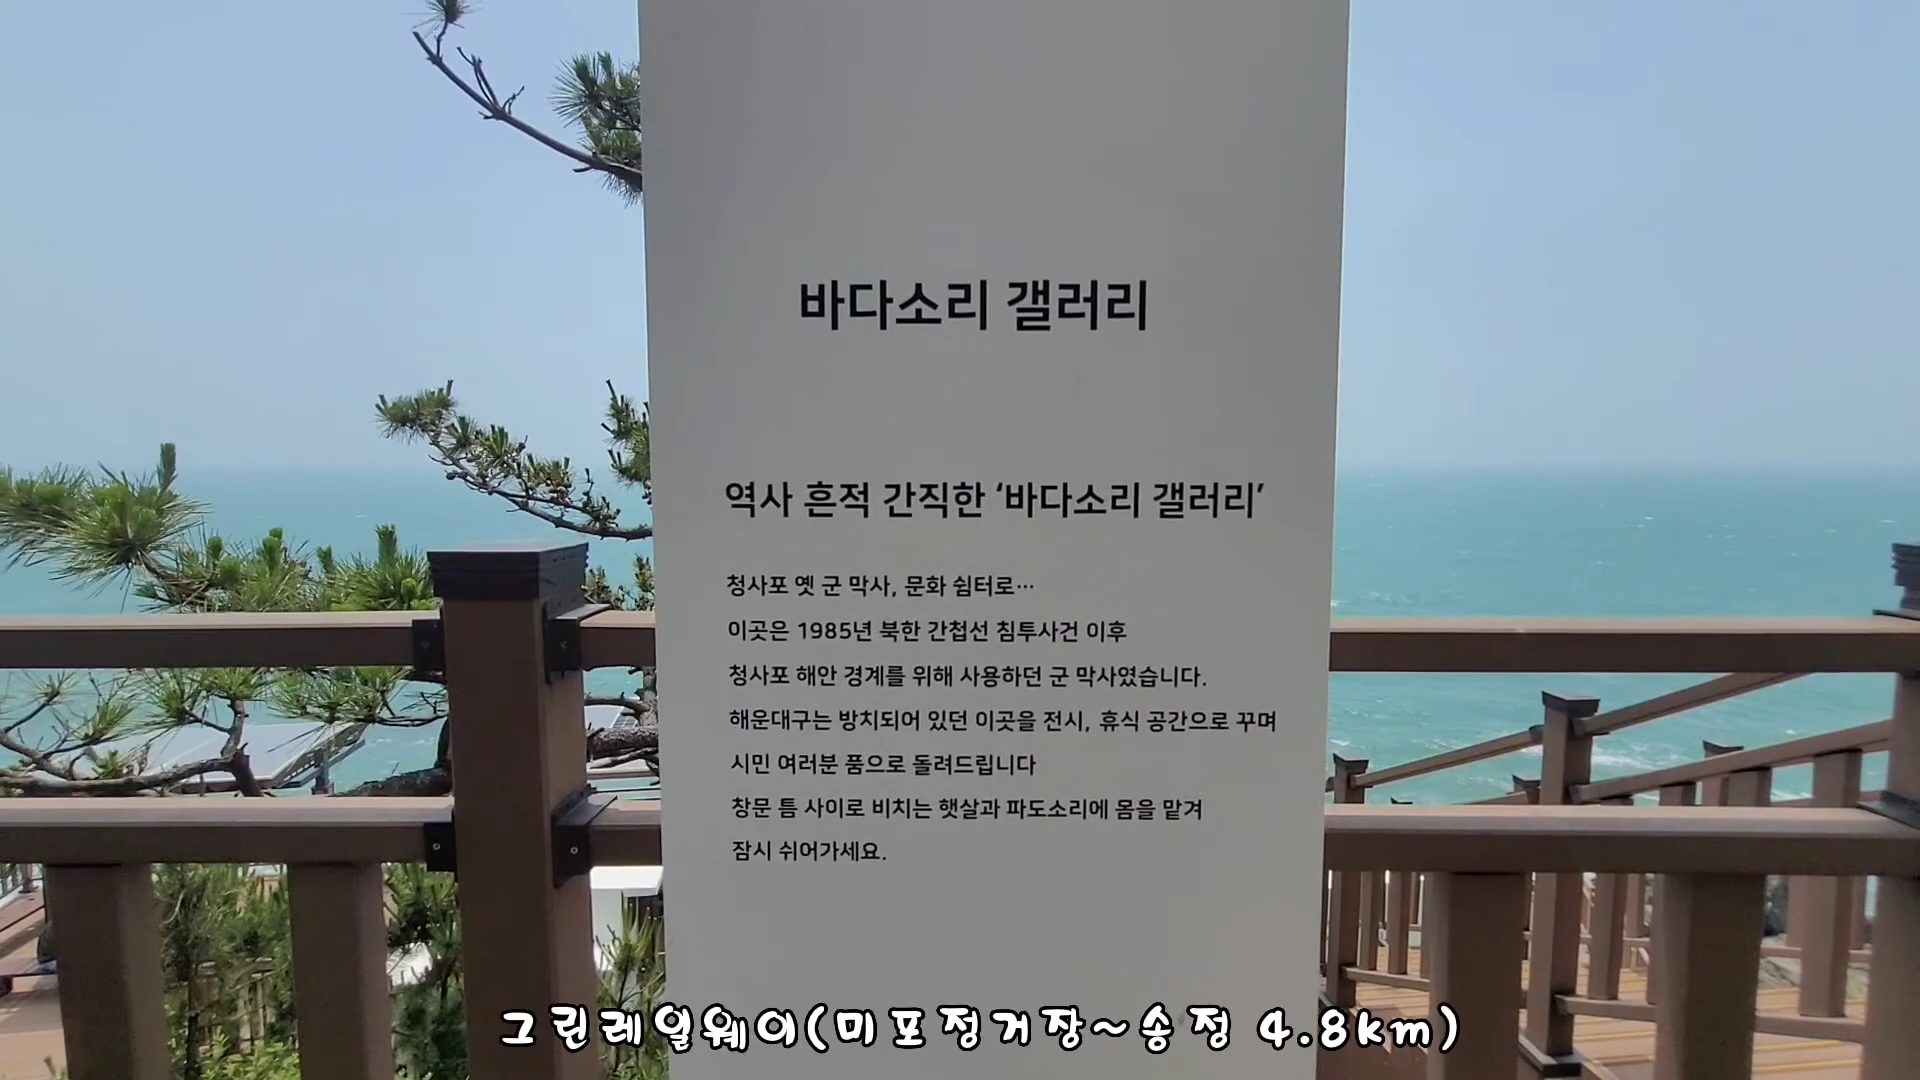 바다소리 갤러리
역사 흔적 간직한 ‘바다소리 갤러리’
청사포 옛 군 막사, 문화 쉼터로…
이곳은 1985년 북한 간첩선 침투사건 이후
청사포 해안 경계를 위해 사용하던 군 막사였습니다.
해운대구는 방치되어 있던 이곳을 전시, 휴식 공간으로 꾸며
시민 여러분 품으로 돌려드립니다
창문 틈 사이로 비치는 햇살과 파도소리에 몸을 맡겨
잠시 쉬어가세요.
그린레일웨이(미포정거장~송정 4.8km)